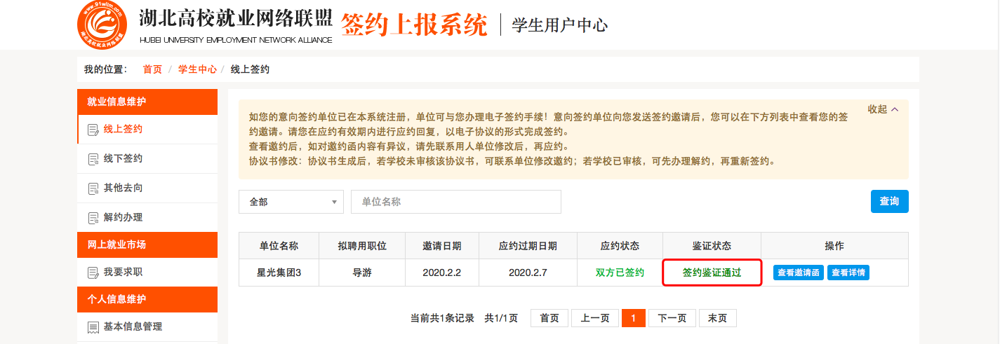 www.91wllm.com
湖北高校就业网络联盟
湖北高校就业网络联盟
HUBEI UNIVERSITY EMPLOYMENT NETWORK ALLIANCE
签约上报系统
学生用户中心
我的位置： 首页 / 学生中心 / 线上签约
就业信息维护
线上签约
线下签约
其他去向
解约办理
网上就业市场
我要求职
个人信息维护
基本信息管理
收起
如您的意向签约单位已在本系统注册，单位可与您办理电子签约手续！意向签约单位向您发送签约邀请后，您可以在下方列表中查看您的签
约邀请。请您在应约有效期内进行应约回复，以电子协议的形式完成签约。
查看邀约后，如对邀约函内容有异议，请先联系用人单位修改后，再应约。
协议书修改：协议书生成后，若学校未审核该协议书，可联系单位修改邀约；若学校已审核，可先办理解约，再重新签约。
全部 单位名称 查询
单位名称 拟聘用职位 邀请日期 应约过期日期 应约状态 鉴证状态 操作
星光集团3 导游 2020.2.2 2020.2.7 双方已签约 签约鉴证通过 查看邀请函 查看详情
当前共1条记录 共1/1页 首页 上一页 1 下一页 末页